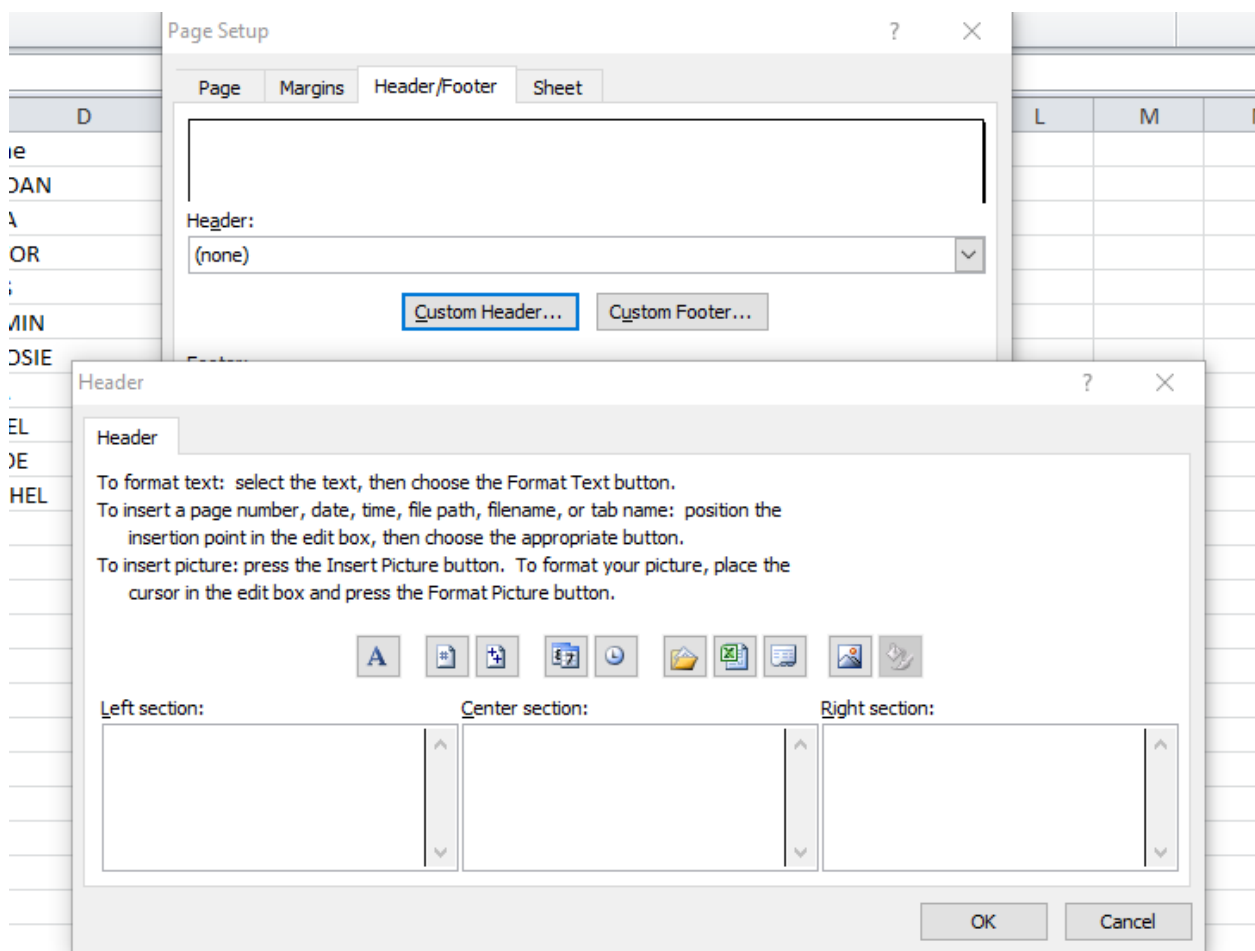 Page Setup
Page Margins Header/Footer Sheet
D L M
ne
DAN
A
Header:
OR
(none)
S
MIN
Custom Header... Custom Footer...
OSIE
Header
EL
DE
Header
HEL
To format text: select the text, then choose the Format Text button.
To insert a page number, date, time, file path, filename, or tab name: position the
insertion point in the edit box, then choose the appropriate button.
To insert picture: press the Insert Picture button. To format your picture, place the
cursor in the edit box and press the Format Picture button.
A
Left section: Center section: Right section:
OK Cancel